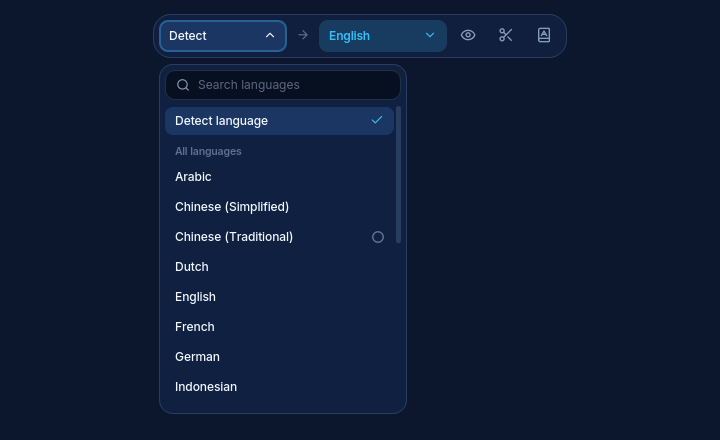 Detect
English
Search languages
Detect language
All languages
Arabic
Chinese (Simplified)
Chinese (Traditional)
Dutch
English
French
German
Indonesian